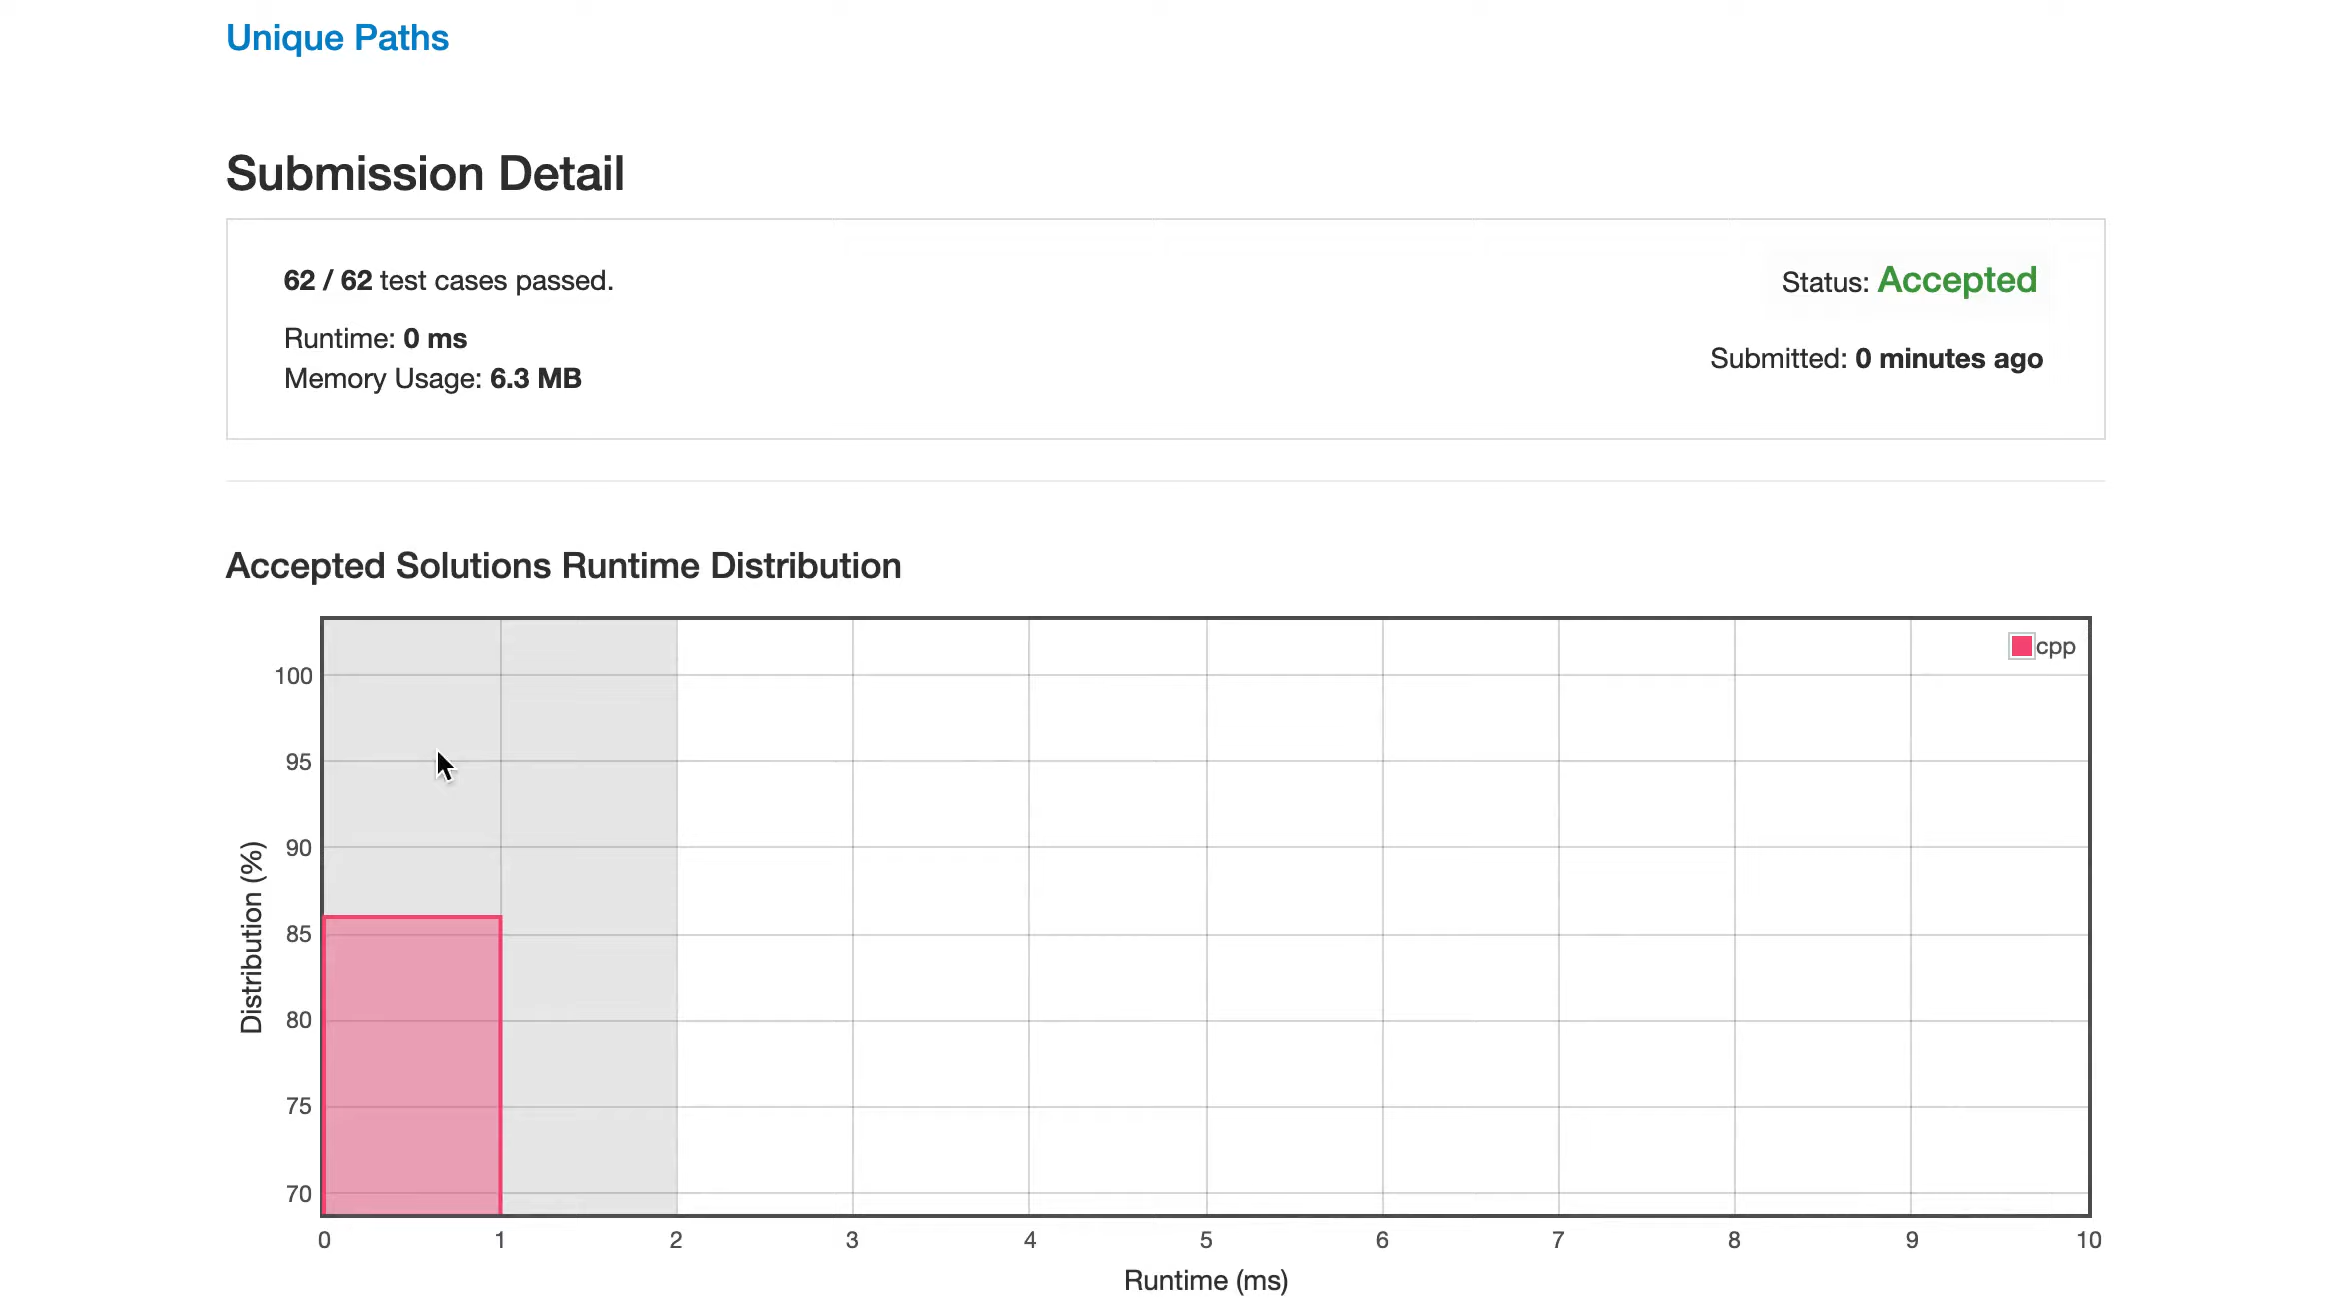 Unique Paths
Submission Detail
62 / 62 test cases passed.
Status: Accepted
Runtime: 0 ms
Memory Usage: 6.3 MB
Submitted: 0 minutes ago
Accepted Solutions Runtime Distribution
cpp
100
95
90
85
80
75
70
Distribution (%)
0 1 2 3 4 5 6 7 8 9 10
Runtime (ms)